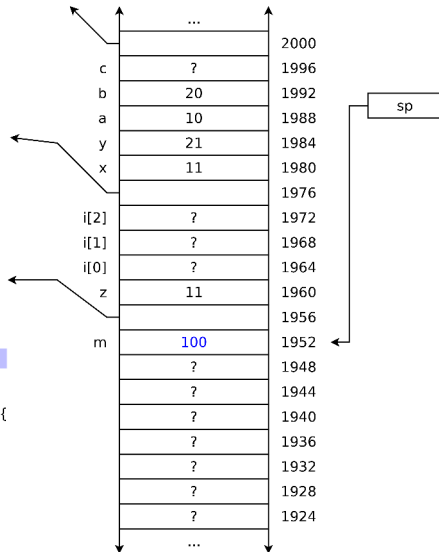 ...
2000
c ? 1996
b 20 1992
sp
a 10 1988
y 21 1984
x 11 1980
1976
i[2] ? 1972
i[1] ? 1968
i[0] ? 1964
z 11 1960
1956
m 100 1952
? 1948
? 1944
{ ? 1940
? 1936
? 1932
? 1928
? 1924
...